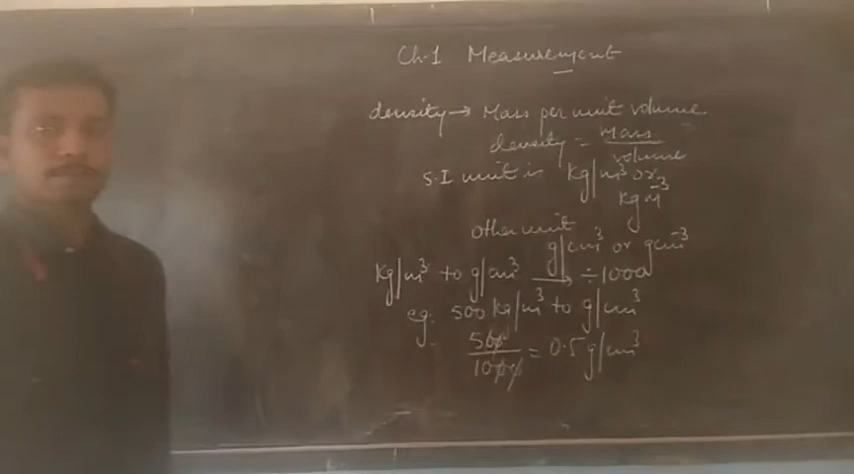 Ch-1 Measurement
density → Mass per unit volume
density = Mass / volume
S.I unit is kg/m³ or
kgm⁻³
other unit
g/cm³ or gcm⁻³
kg/m³ to g/cm³ → ÷1000
eg: 500 kg/m³ to g/cm³
500/1000 = 0.5 g/cm³